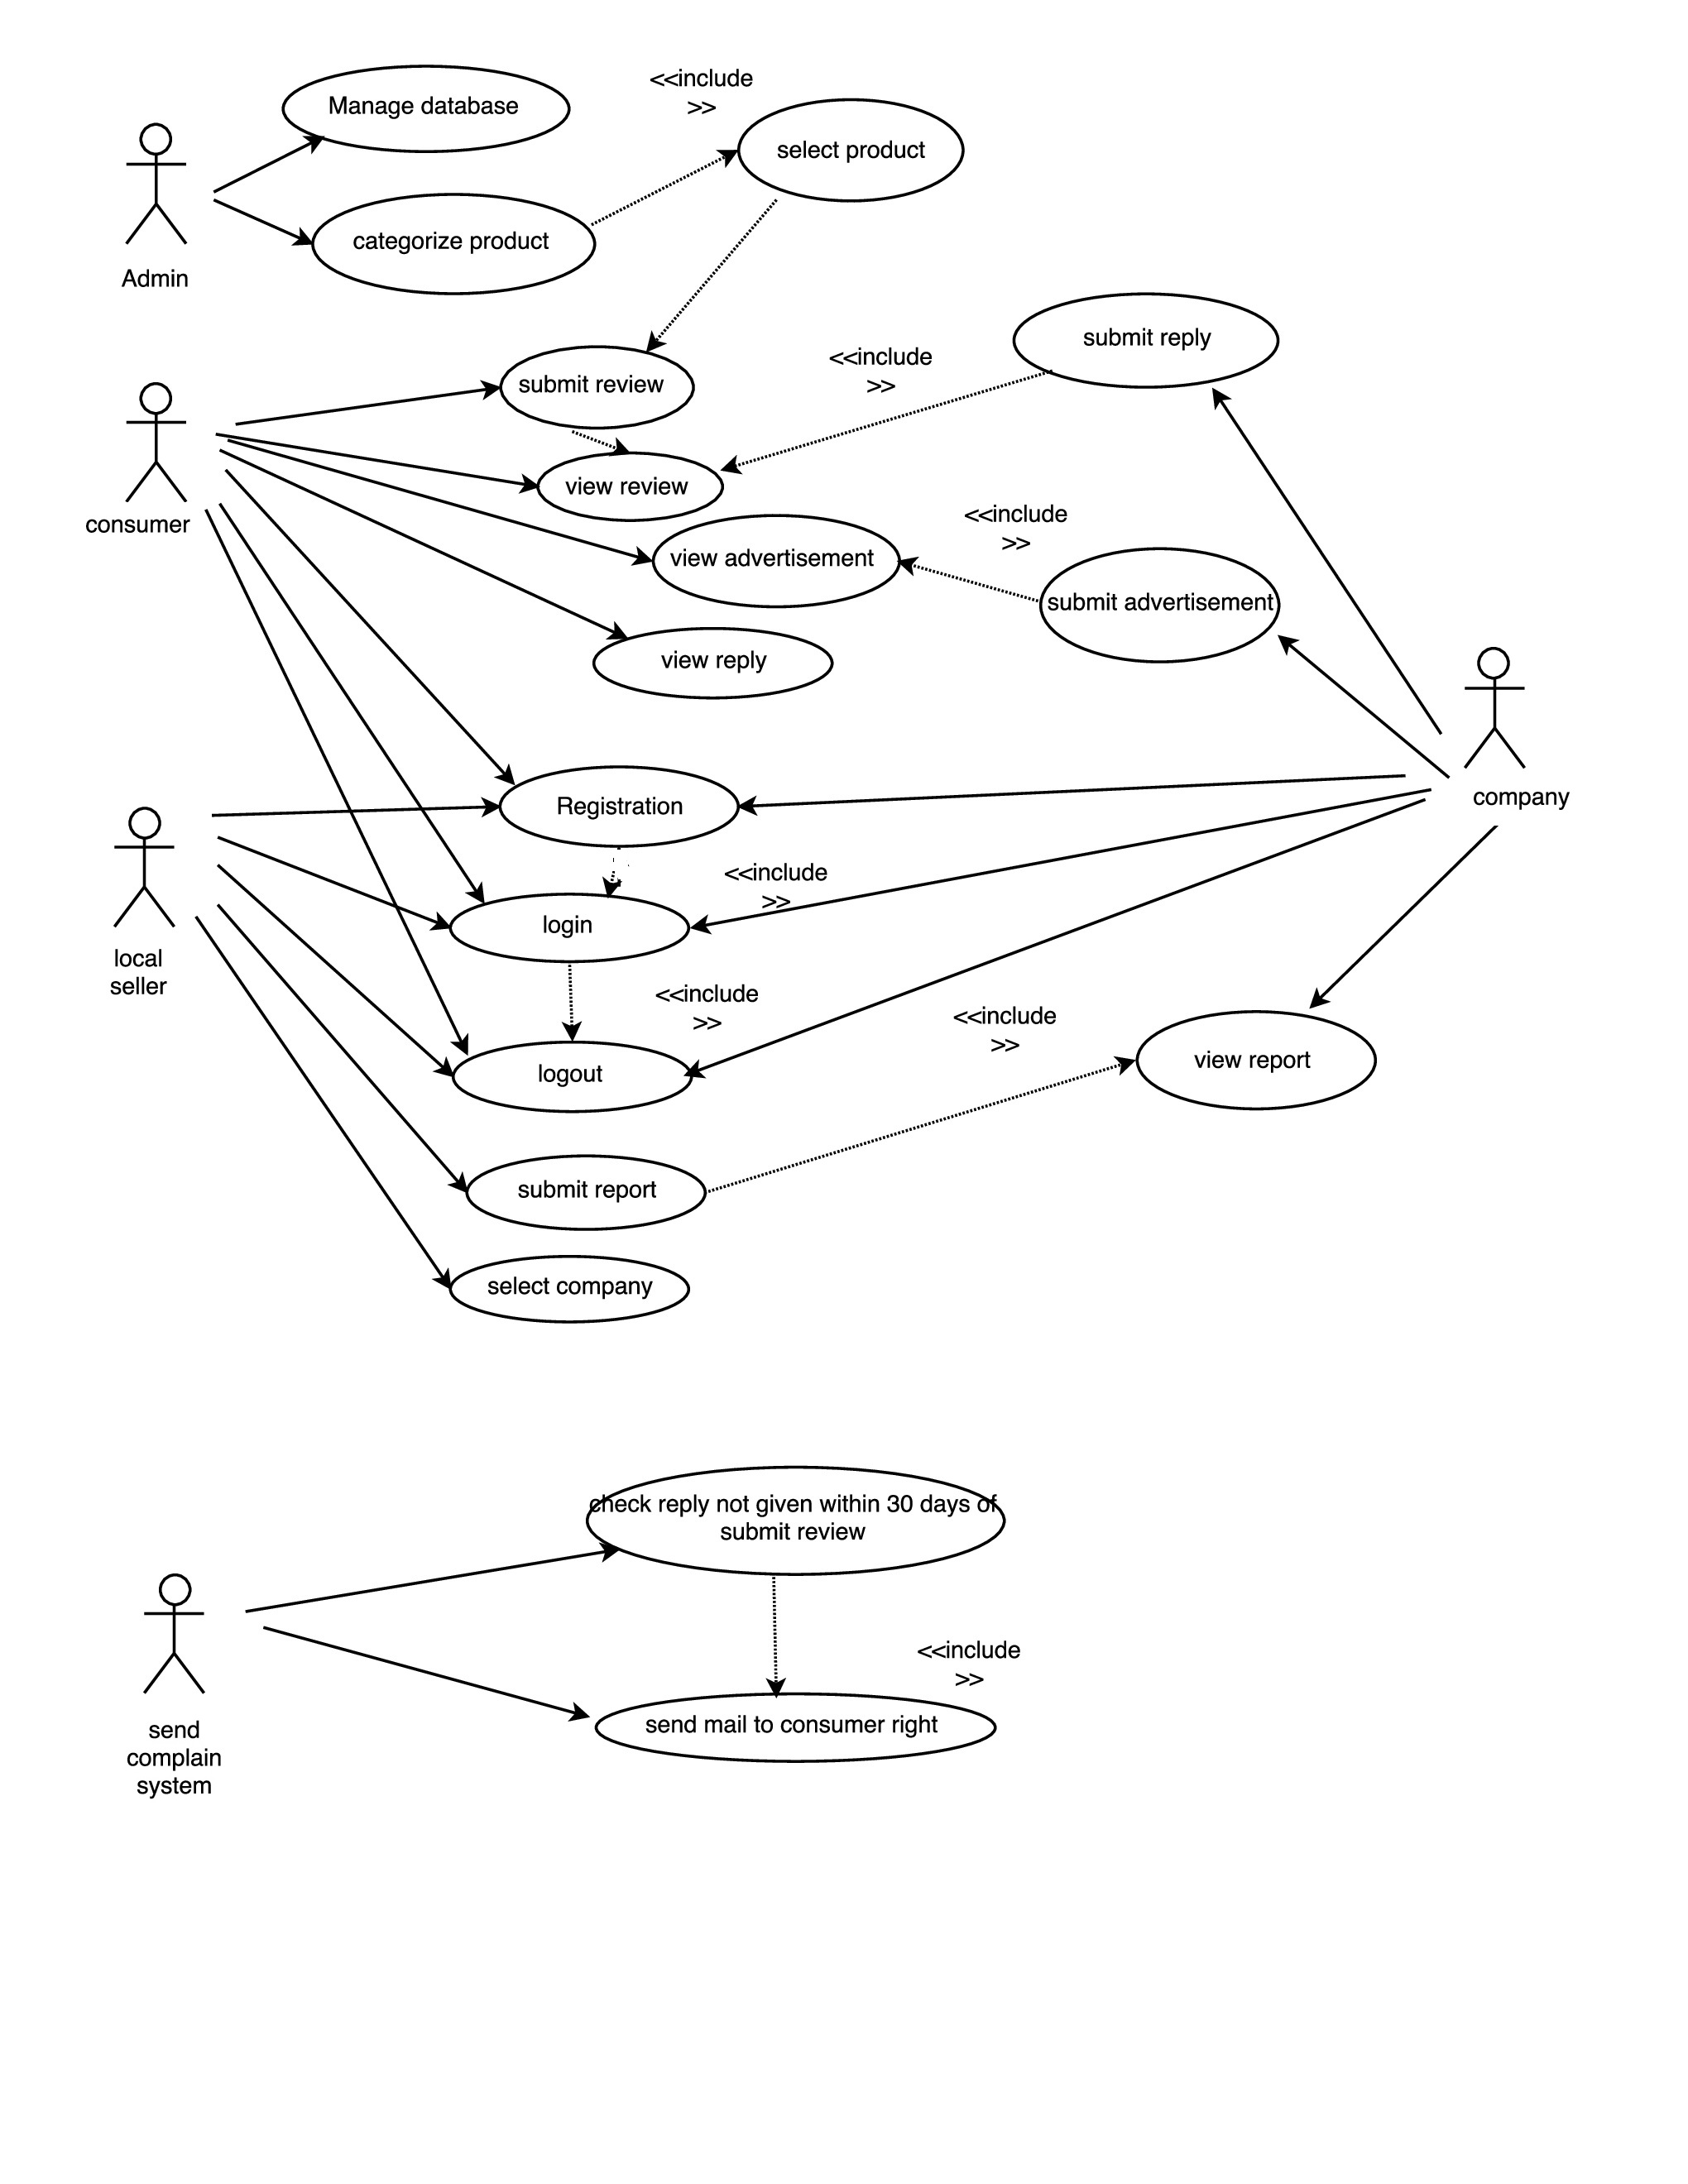 <<include
>>
Manage database
select product
categorize product
Admin
submit reply
<<include
>>
submit review
view review
consumer
<<include
>>
view advertisement
submit advertisement
view reply
company
Registration
<<include
>>
login
local
seller
<<include
>>
<<include
>>
view report
logout
submit report
select company
check reply not given within 30 days of
submit review
<<include
>>
send mail to consumer right
send
complain
system